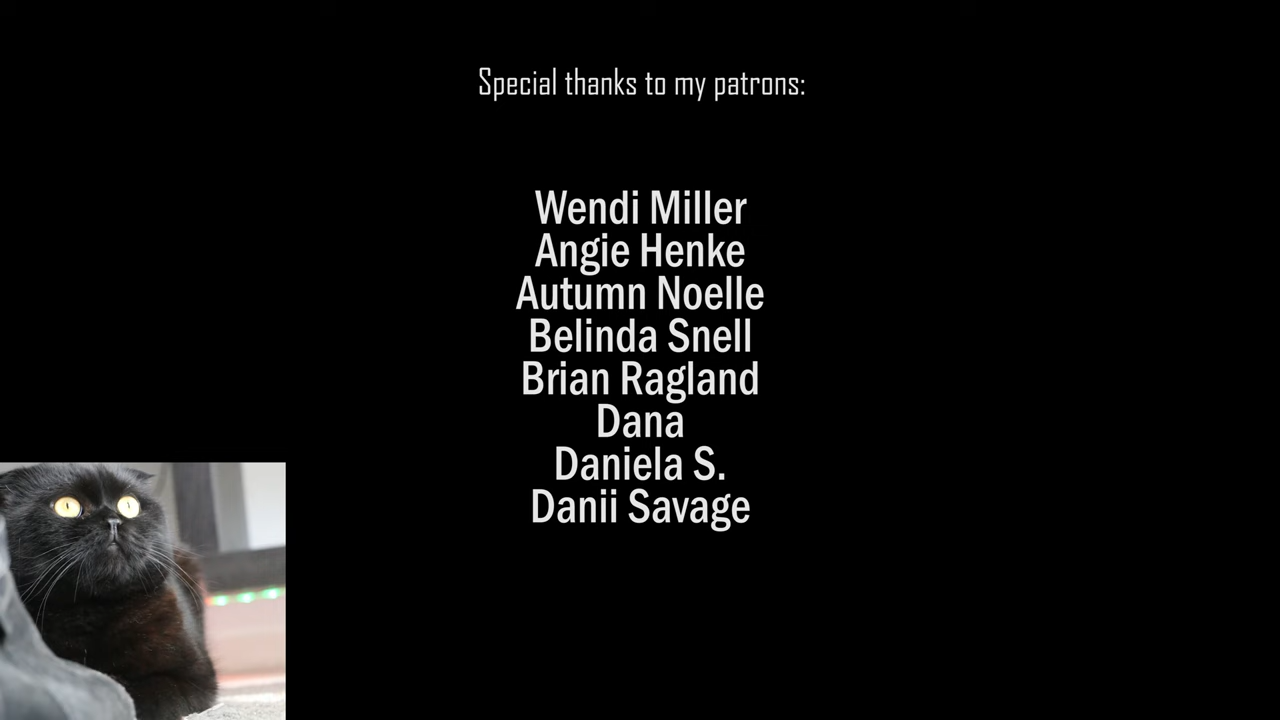 Special thanks to my patrons:
Wendi Miller
Angie Henke
Autumn Noelle
Belinda Snell
Brian Ragland
Dana
Daniela S.
Danii Savage